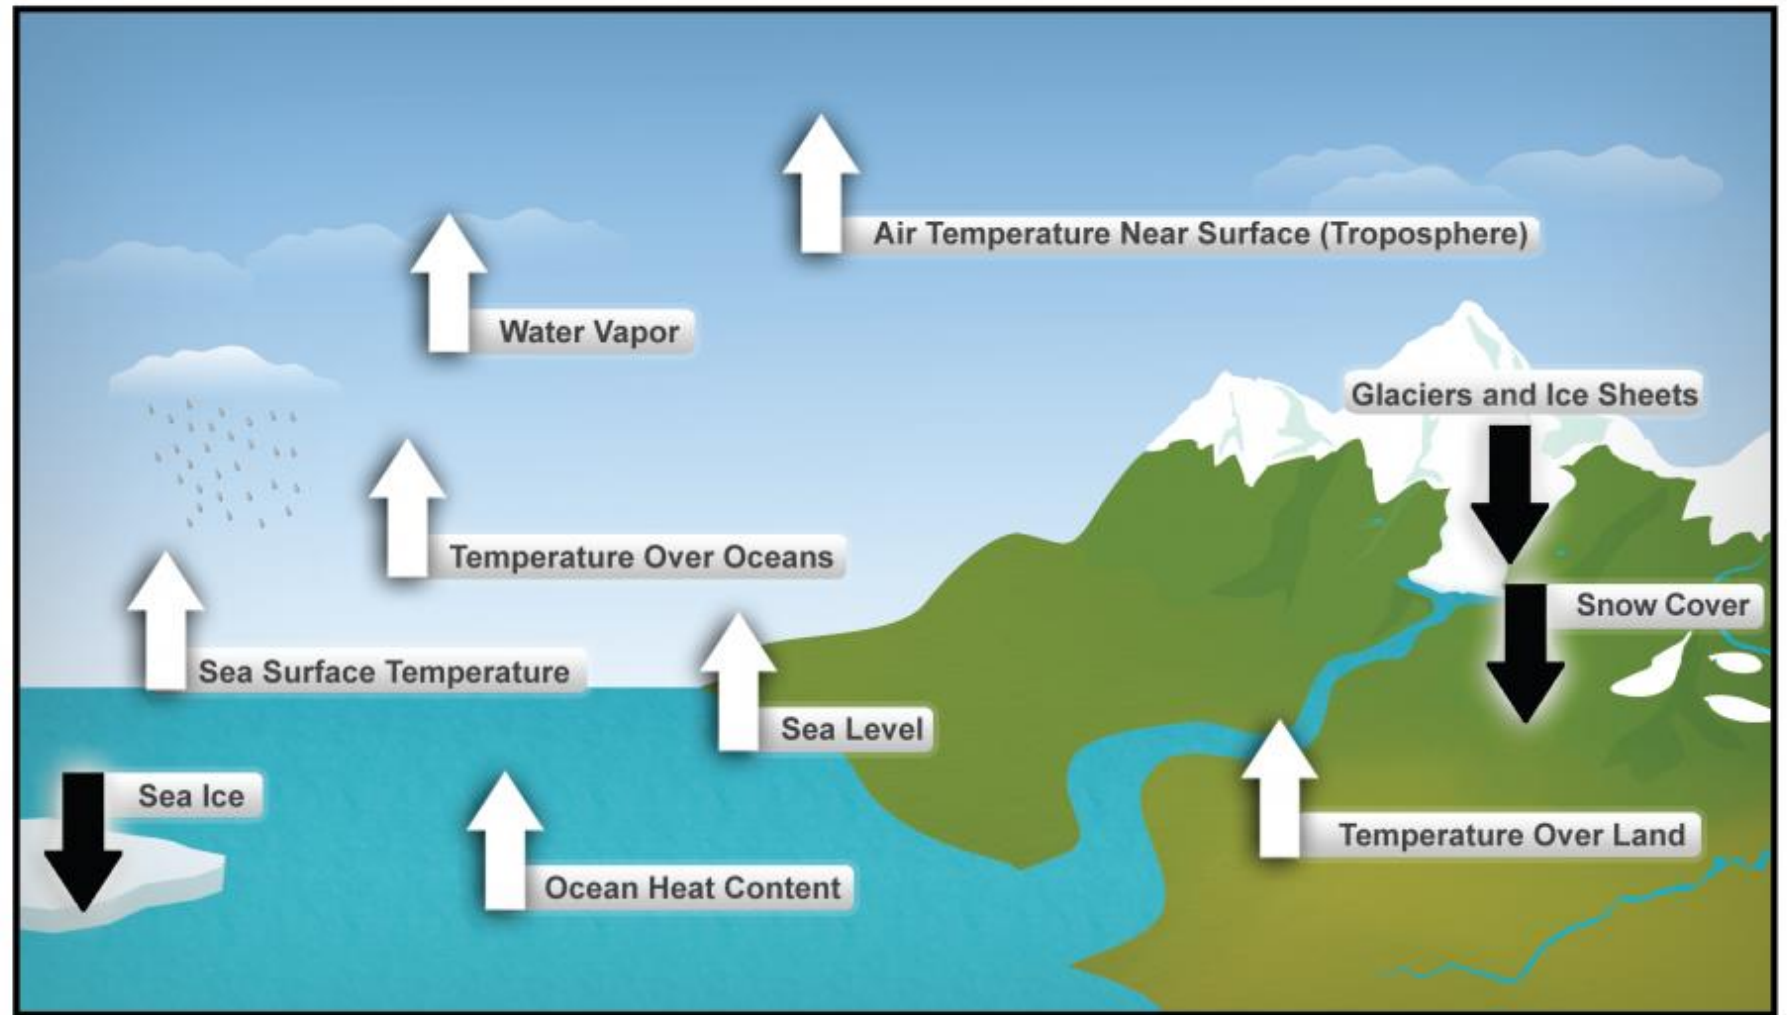 Air Temperature Near Surface (Troposphere)
Water Vapor
Glaciers and Ice Sheets
Temperature Over Oceans
Snow Cover
Sea Surface Temperature
Sea Level
Sea Ice
Temperature Over Land
Ocean Heat Content